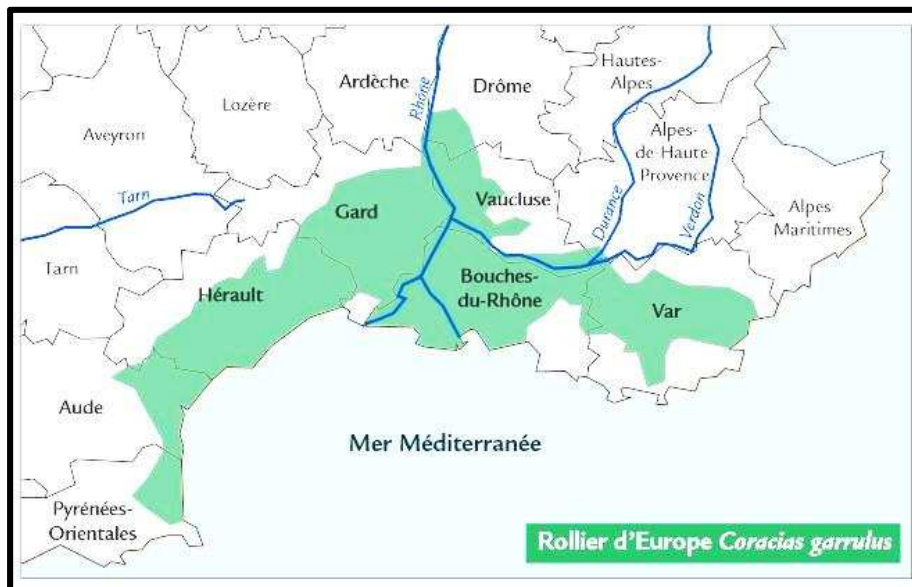 Hautes-
Alpes
Ardèche
Drôme
Rhône
Lozère
Aveyron
Alpes-
de-Haute
Provence
Tarn
Vaucluse
Durance
Verdon
Gard
Alpes
Maritimes
Tarn
Hérault
Bouches-
du-Rhône
Var
Aude
Mer Méditerranée
Pyrénées-
Orientales
Rollier d'Europe Coracias garrulus